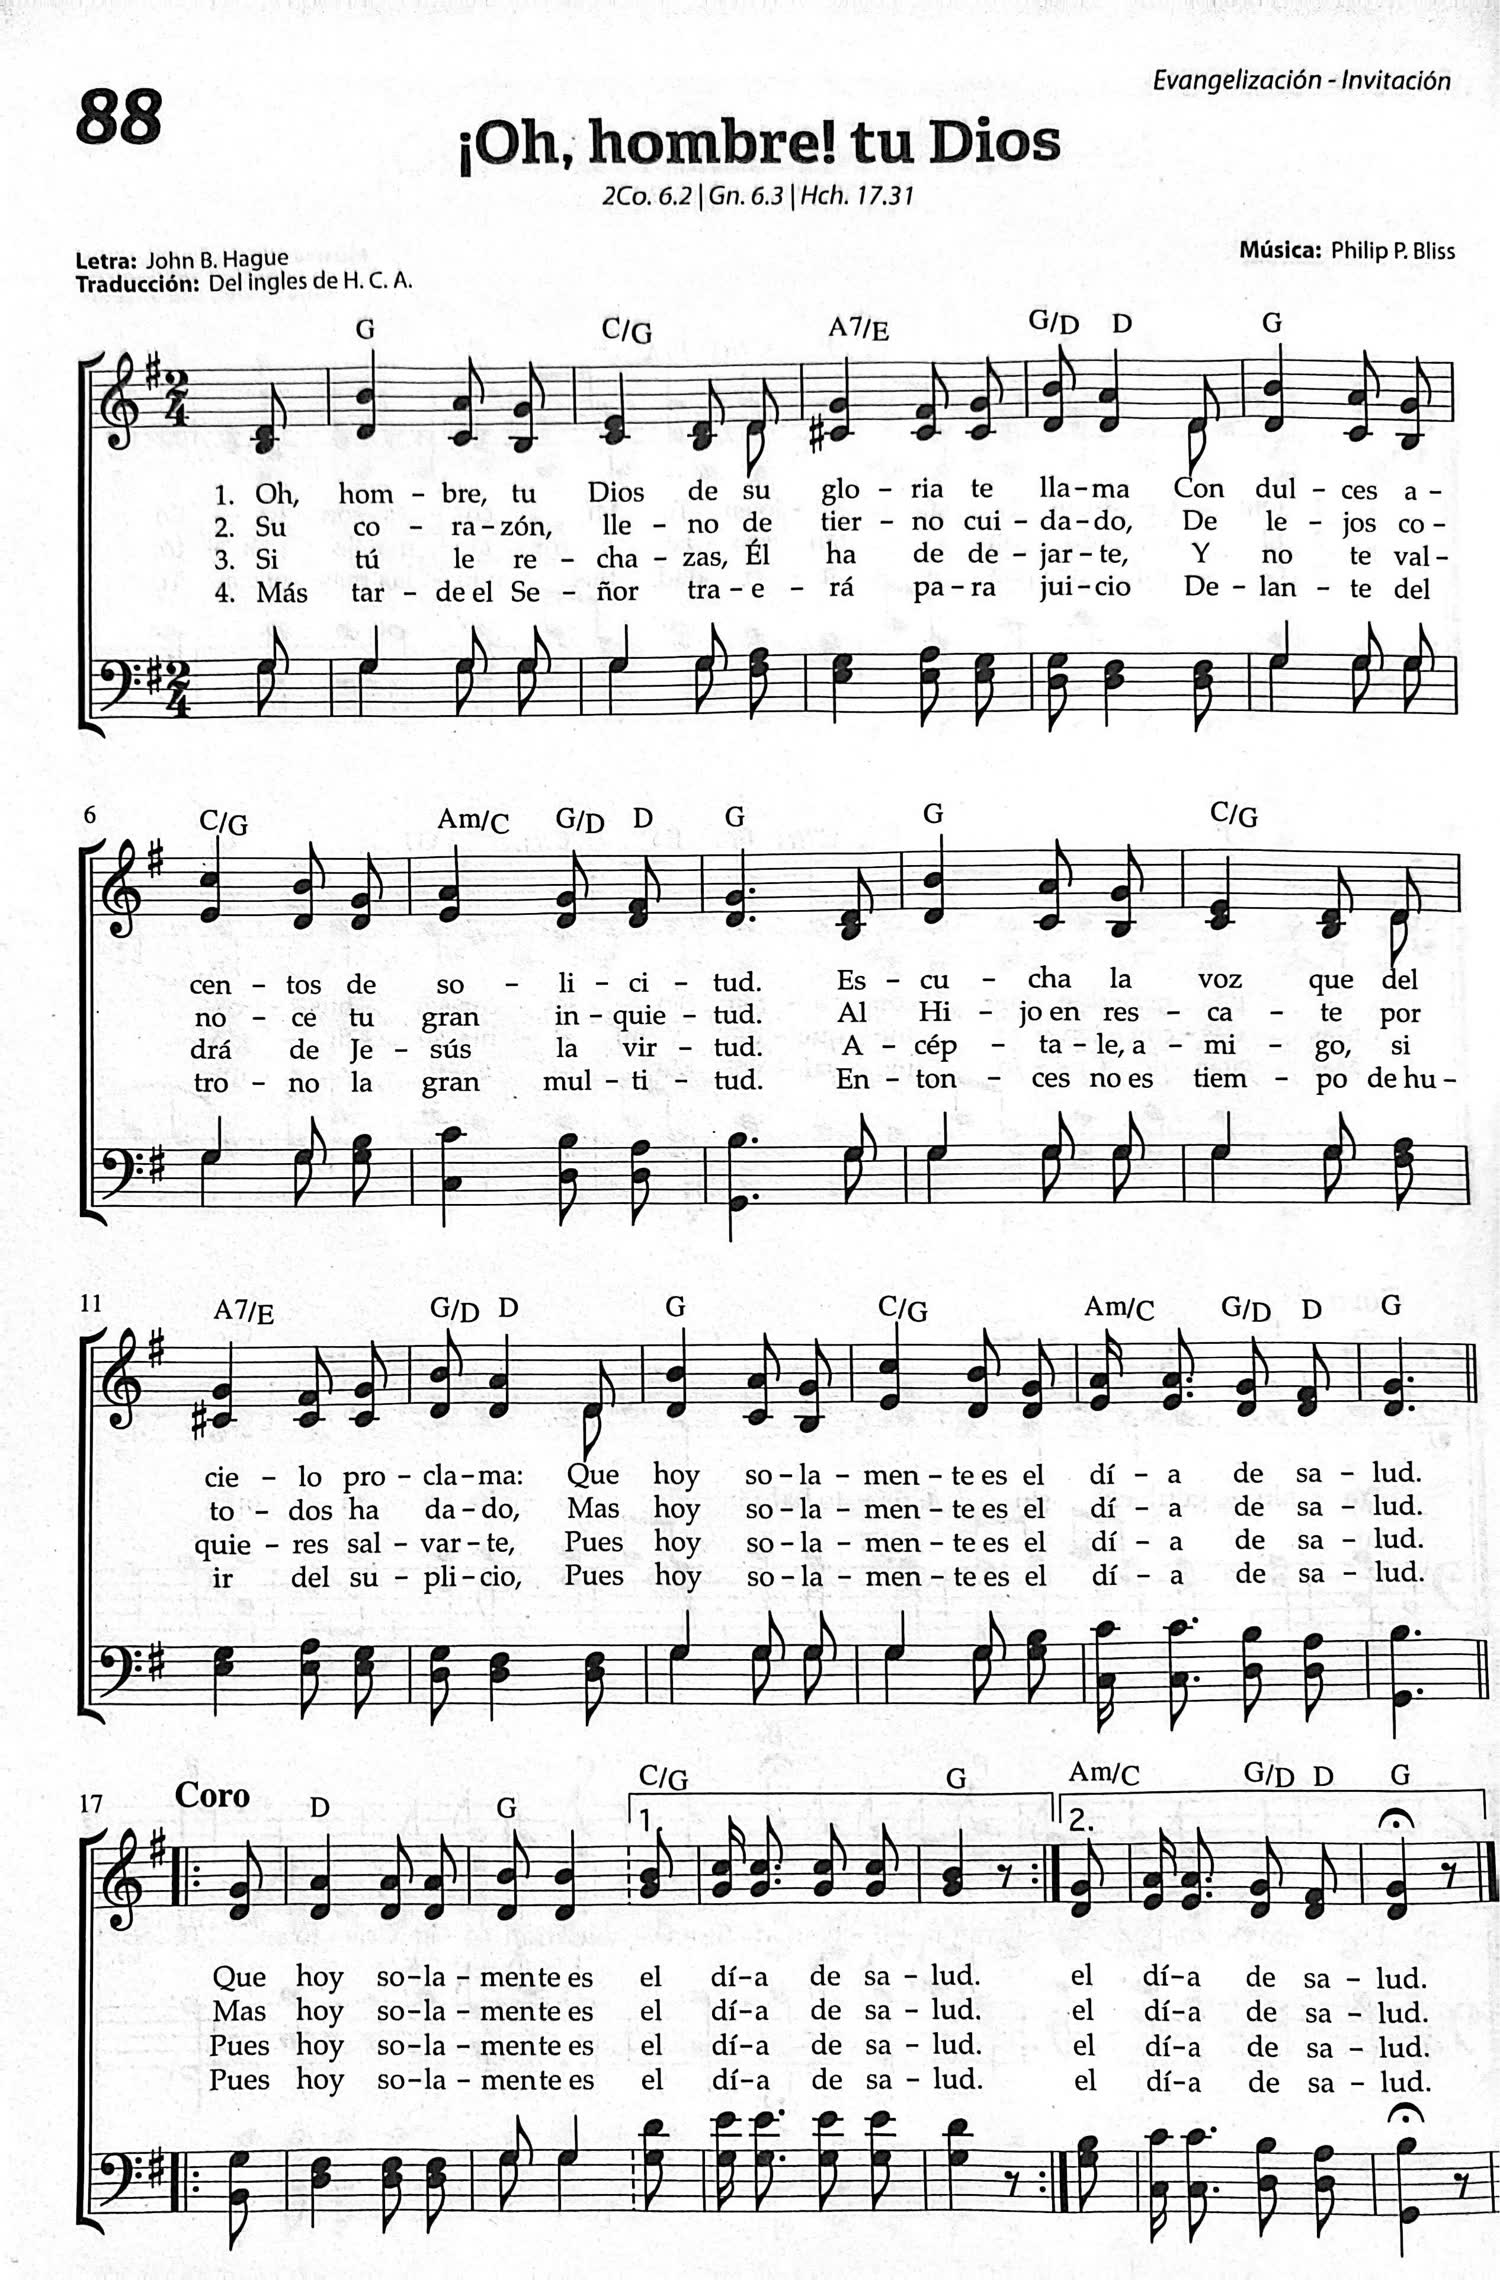 88
Evangelización - Invitación
¡Oh, hombre! tu Dios
2Co. 6.2 | Gn. 6.3 | Hch. 17.31
Letra: John B. Hague
Música: Philip P. Bliss
Traducción: Del ingles de H. C. A.
G C/G A7/E G/D D G
1. Oh, hom – bre, tu Dios de su glo – ria te lla – ma Con dul – ces a –
2. Su co – ra – zón, lle – no de tier – no cui – da – do, De le – jos co –
3. Si tú le re – cha – zas, Él ha de de – jar – te, Y no te val –
4. Más tar – de el Se – ñor tra – e – rá pa – ra jui – cio De – lan – te del
6
C/G Am/C G/D D G G C/G
cen – tos de so – li – ci – tud. Es – cu – cha la voz que del
no – ce tu gran in – quie – tud. Al Hi – jo en res – ca – te por
drá de Je – sús la vir – tud. A – cép – ta – le, a – mi – go, si
tro – no la gran mul – ti – tud. En – ton – ces no es tiem – po de hu –
11
A7/E G/D D G C/G Am/C G/D D G
cie – lo pro – cla – ma: Que hoy so – la – men – te es el dí – a de sa – lud.
to – dos ha da – do, Mas hoy so – la – men – te es el dí – a de sa – lud.
quie – res sal – var – te, Pues hoy so – la – men – te es el dí – a de sa – lud.
ir del su – pli – cio, Pues hoy so – la – men – te es el dí – a de sa – lud.
17
Coro
D G C/G G Am/C G/D D G
1. 2.
Que hoy so – la – mente es el dí – a de sa – lud. el dí – a de sa – lud.
Mas hoy so – la – mente es el dí – a de sa – lud. el dí – a de sa – lud.
Pues hoy so – la – mente es el dí – a de sa – lud. el dí – a de sa – lud.
Pues hoy so – la – mente es el dí – a de sa – lud. el dí – a de sa – lud.